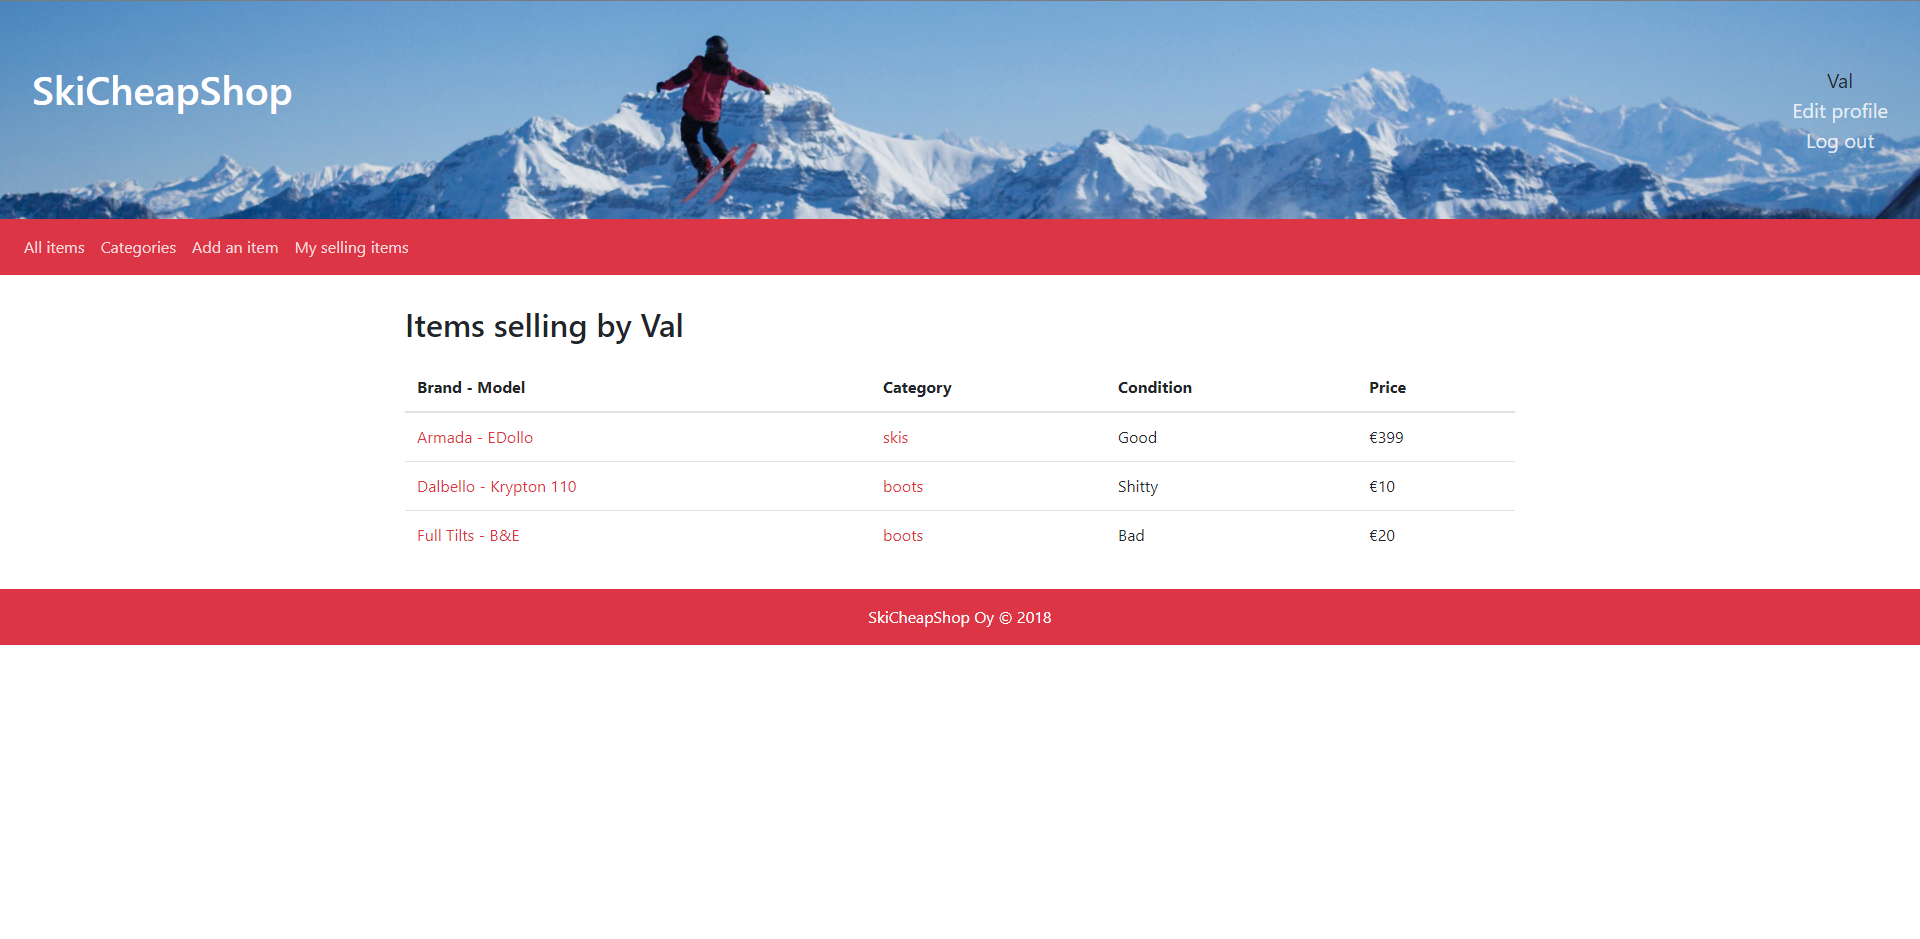 SkiCheapShop
Val
Edit profile
Log out
All items Categories Add an item My selling items
Items selling by Val
Brand - Model Category Condition Price
Armada - EDollo skis Good €399
Dalbello - Krypton 110 boots Shitty €10
Full Tilts - B&E boots Bad €20
SkiCheapShop Oy © 2018